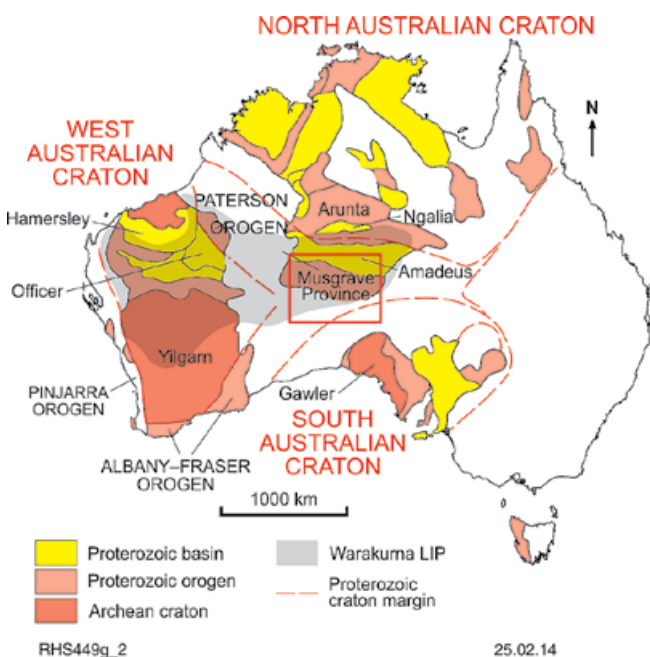 NORTH AUSTRALIAN CRATON
WEST
AUSTRALIAN
CRATON
N
PATERSON
OROGEN
Hamersley
Arunta
Ngalia
Officer
Musgrave
Province
Amadeus
Yilgarn
PINJARRA
OROGEN
Gawler
SOUTH
AUSTRALIAN
CRATON
ALBANY–FRASER
OROGEN
1000 km
Proterozoic basin
Warakurna LIP
Proterozoic orogen
Proterozoic
craton margin
Archean craton
RHS449g_2
25.02.14